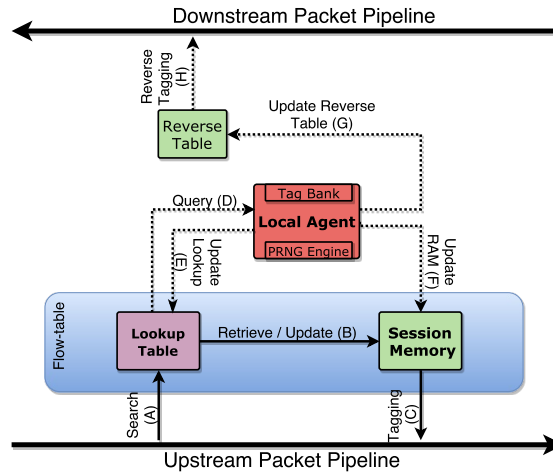 Downstream Packet Pipeline
Reverse
Tagging
(H)
Reverse
Table
Update Reverse
Table (G)
Tag Bank
Local Agent
PRNG Engine
Query (D)
Update
Lookup
(E)
Update
RAM (F)
Flow-table
Lookup
Table
Retrieve / Update (B)
Session
Memory
Search
(A)
Tagging
(C)
Upstream Packet Pipeline